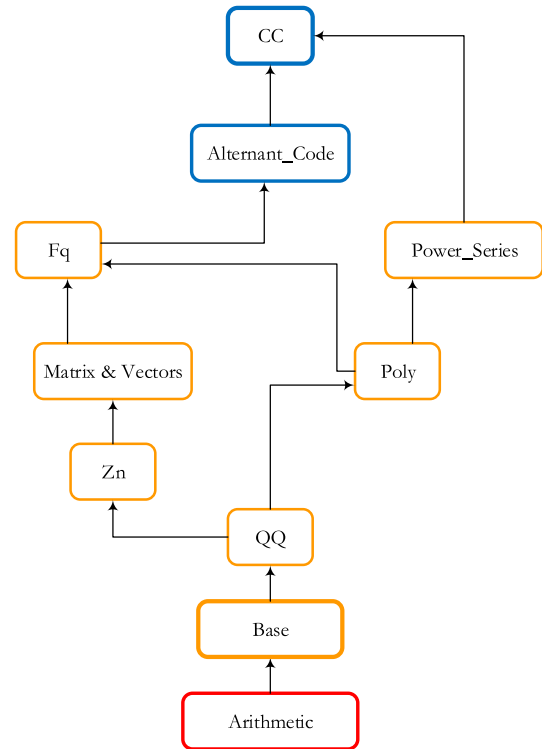 CC
Alternant_Code
Fq
Power_Series
Matrix & Vectors
Poly
Zn
QQ
Base
Arithmetic